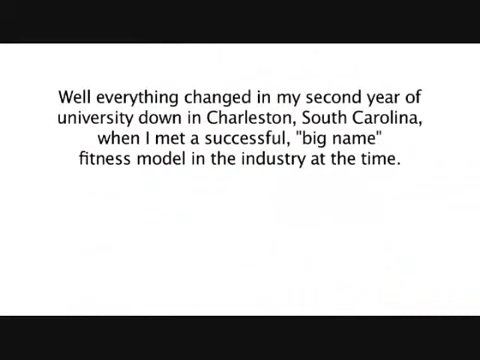 Well everything changed in my second year of
university down in Charleston, South Carolina,
when I met a successful, "big name"
fitness model in the industry at the time.